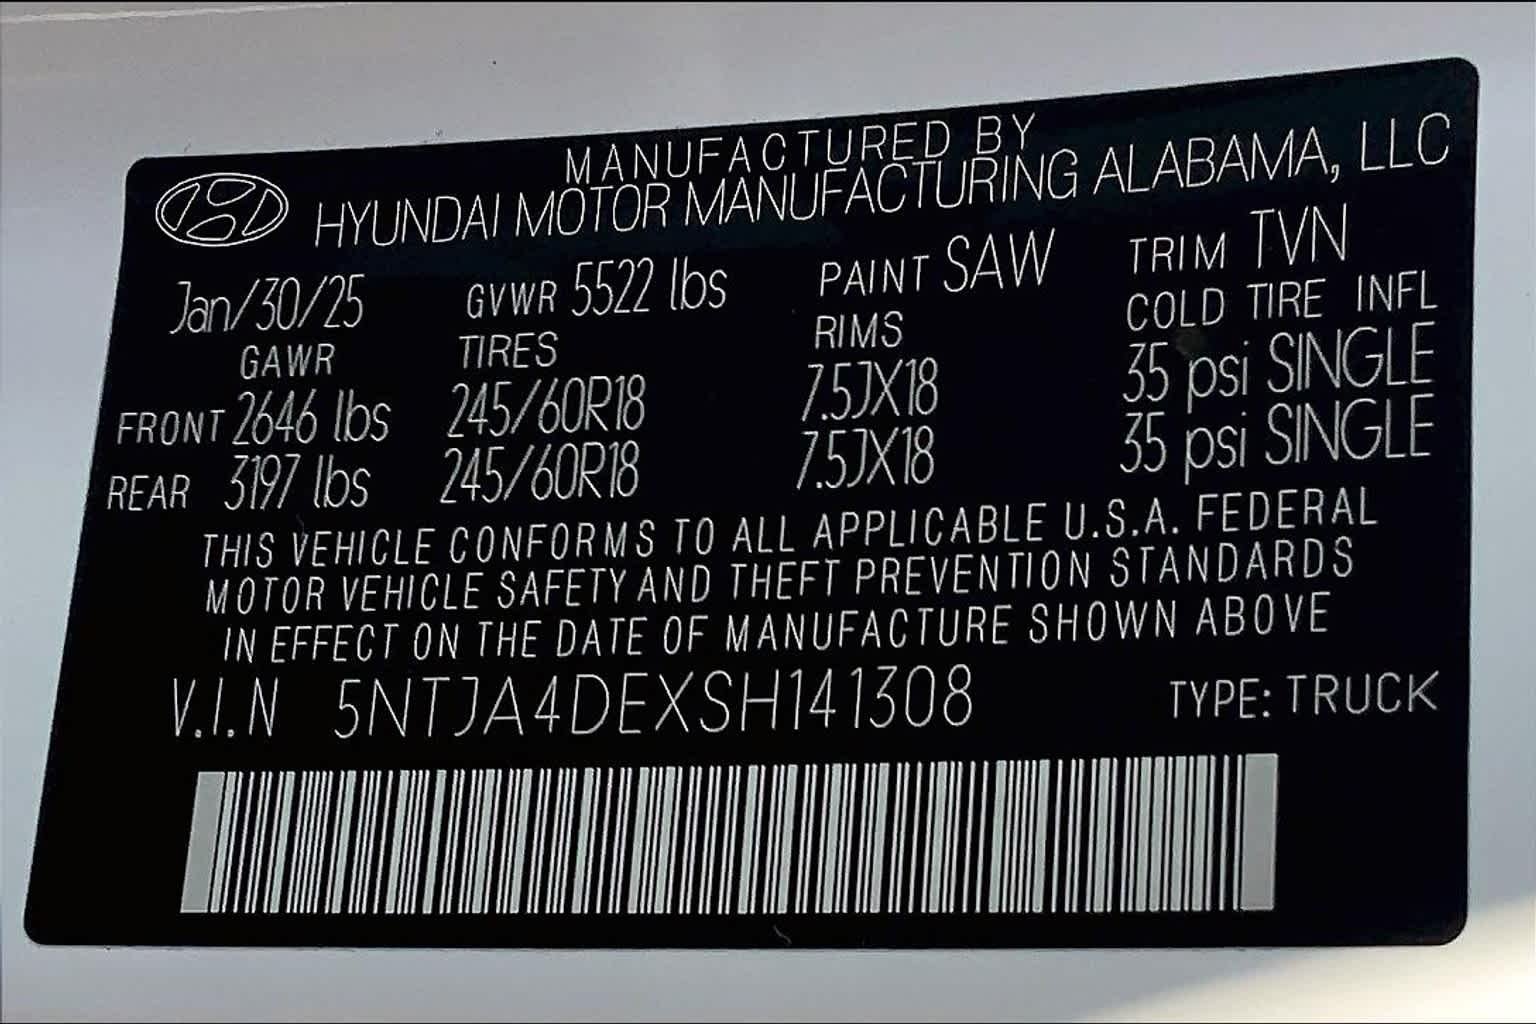 MANUFACTURED BY
HYUNDAI MOTOR MANUFACTURING ALABAMA, LLC
Jan/30/25 GVWR 5522 lbs PAINT SAW TRIM TVN
GAWR TIRES RIMS COLD TIRE INFL
FRONT 2646 lbs 245/60R18 7.5JX18 35 psi SINGLE
REAR 3197 lbs 245/60R18 7.5JX18 35 psi SINGLE
THIS VEHICLE CONFORMS TO ALL APPLICABLE U.S.A. FEDERAL
MOTOR VEHICLE SAFETY AND THEFT PREVENTION STANDARDS
IN EFFECT ON THE DATE OF MANUFACTURE SHOWN ABOVE
V.I.N 5NTJA4DEXSH141308 TYPE: TRUCK